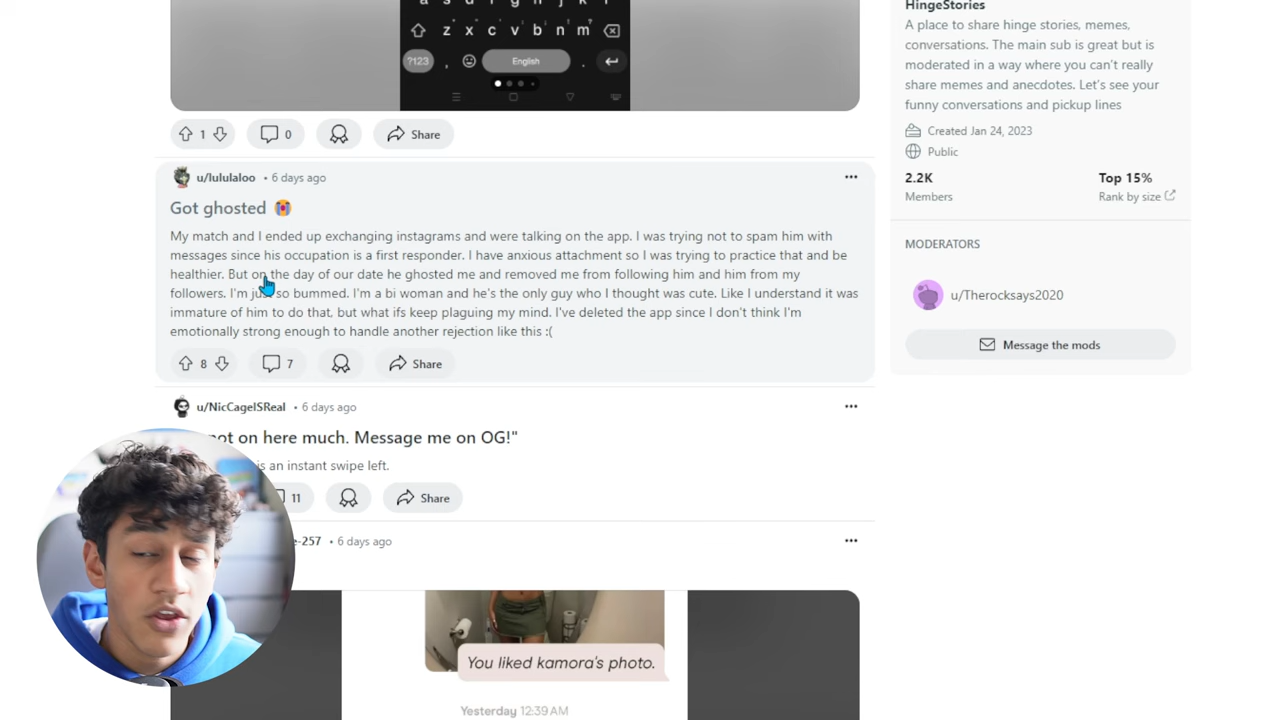 a s d f g h j k l
z x c v b n m
?123 , English .
1 0 Share
u/lululaloo • 6 days ago
Got ghosted
My match and I ended up exchanging instagrams and were talking on the app. I was trying not to spam him with
messages since his occupation is a first responder. I have anxious attachment so I was trying to practice that and be
healthier. But on the day of our date he ghosted me and removed me from following him and him from my
followers. I'm just so bummed. I'm a bi woman and he's the only guy who I thought was cute. Like I understand it was
immature of him to do that, but what ifs keep plaguing my mind. I've deleted the app since I don't think I'm
emotionally strong enough to handle another rejection like this :(
8 7 Share
u/NicCageISReal • 6 days ago
not on here much. Message me on OG!"
is an instant swipe left.
11 Share
e-257 • 6 days ago
You liked kamora's photo.
Yesterday 12:39 AM
HingeStories
A place to share hinge stories, memes,
conversations. The main sub is great but is
moderated in a way where you can't really
share memes and anecdotes. Let's see your
funny conversations and pickup lines
Created Jan 24, 2023
Public
2.2K Top 15%
Members Rank by size
MODERATORS
u/Therocksays2020
Message the mods